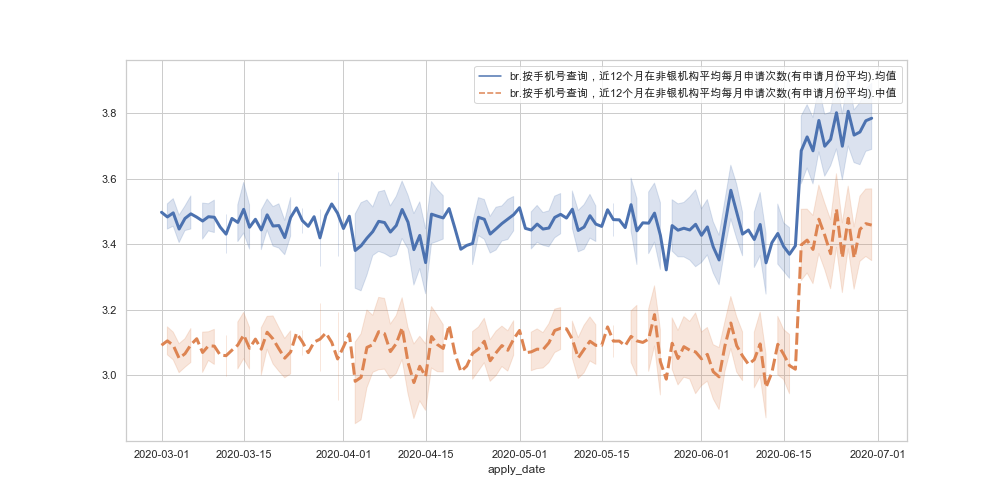 br.按手机号查询，近12个月在非银机构平均每月申请次数(有申请月份平均).均值
br.按手机号查询，近12个月在非银机构平均每月申请次数(有申请月份平均).中值
3.8
3.6
3.4
3.2
3.0
2020-03-01 2020-03-15 2020-04-01 2020-04-15 2020-05-01 2020-05-15 2020-06-01 2020-06-15 2020-07-01
apply_date